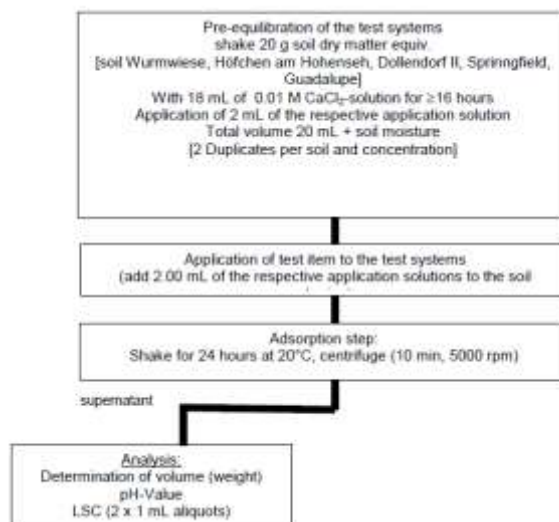 Pre-equilibration of the test systems
shake 20 g soil dry matter equiv.
[soil Wurmwiese, Höfchen am Hohenseh, Dollendorf II, Sprinngfield,
Guadalupe]
With 18 mL of 0.01 M CaCl₂-solution for ≥16 hours
Application of 2 mL of the respective application solution
Total volume 20 mL + soil moisture
[2 Duplicates per soil and concentration]
Application of test item to the test systems
(add 2.00 mL of the respective application solutions to the soil
Adsorption step:
Shake for 24 hours at 20°C, centrifuge (10 min, 5000 rpm)
supernatant
Analysis:
Determination of volume (weight)
pH-Value
LSC (2 x 1 mL aliquots)